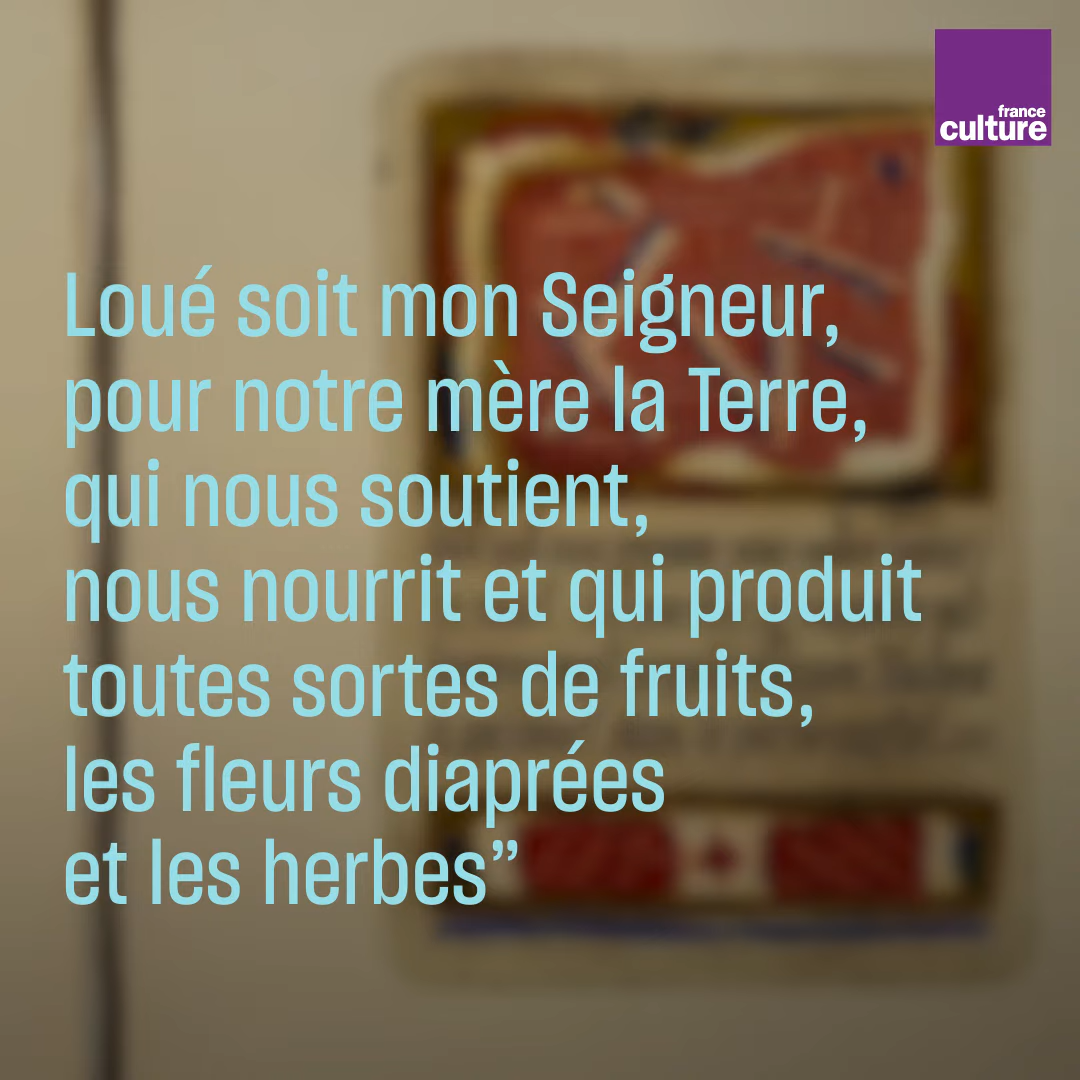 france
culture
Loué soit mon Seigneur,
pour notre mère la Terre,
qui nous soutient,
nous nourrit et qui produit
toutes sortes de fruits,
les fleurs diaprées
et les herbes”